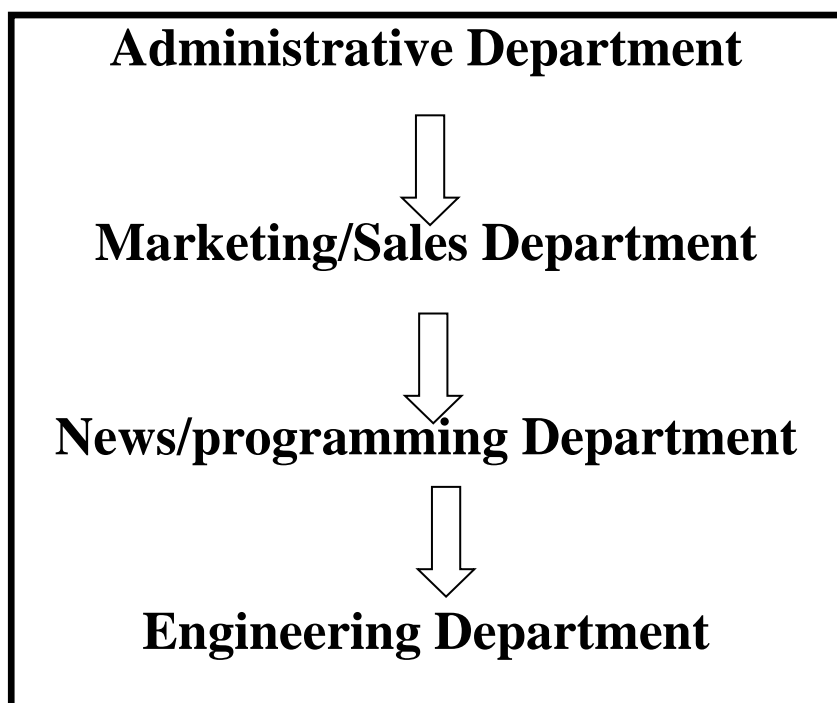 Administrative Department
Marketing/Sales Department
News/programming Department
Engineering Department